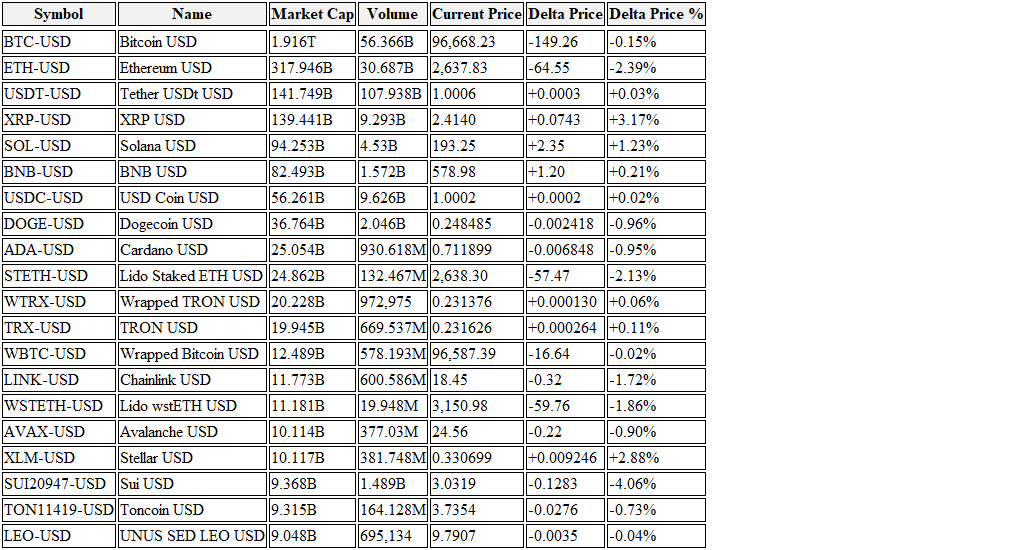 Symbol Name Market Cap Volume Current Price Delta Price Delta Price %
BTC-USD Bitcoin USD 1.916T 56.366B 96,668.23 -149.26 -0.15%
ETH-USD Ethereum USD 317.946B 30.687B 2,637.83 -64.55 -2.39%
USDT-USD Tether USDt USD 141.749B 107.938B 1.0006 +0.0003 +0.03%
XRP-USD XRP USD 139.441B 9.293B 2.4140 +0.0743 +3.17%
SOL-USD Solana USD 94.253B 4.53B 193.25 +2.35 +1.23%
BNB-USD BNB USD 82.493B 1.572B 578.98 +1.20 +0.21%
USDC-USD USD Coin USD 56.261B 9.626B 1.0002 +0.0002 +0.02%
DOGE-USD Dogecoin USD 36.764B 2.046B 0.248485 -0.002418 -0.96%
ADA-USD Cardano USD 25.054B 930.618M 0.711899 -0.006848 -0.95%
STETH-USD Lido Staked ETH USD 24.862B 132.467M 2,638.30 -57.47 -2.13%
WTRX-USD Wrapped TRON USD 20.228B 972,975 0.231376 +0.000130 +0.06%
TRX-USD TRON USD 19.945B 669.537M 0.231626 +0.000264 +0.11%
WBTC-USD Wrapped Bitcoin USD 12.489B 578.193M 96,587.39 -16.64 -0.02%
LINK-USD Chainlink USD 11.773B 600.586M 18.45 -0.32 -1.72%
WSTETH-USD Lido wstETH USD 11.181B 19.948M 3,150.98 -59.76 -1.86%
AVAX-USD Avalanche USD 10.114B 377.03M 24.56 -0.22 -0.90%
XLM-USD Stellar USD 10.117B 381.748M 0.330699 +0.009246 +2.88%
SUI20947-USD Sui USD 9.368B 1.489B 3.0319 -0.1283 -4.06%
TON11419-USD Toncoin USD 9.315B 164.128M 3.7354 -0.0276 -0.73%
LEO-USD UNUS SED LEO USD 9.048B 695,134 9.7907 -0.0035 -0.04%